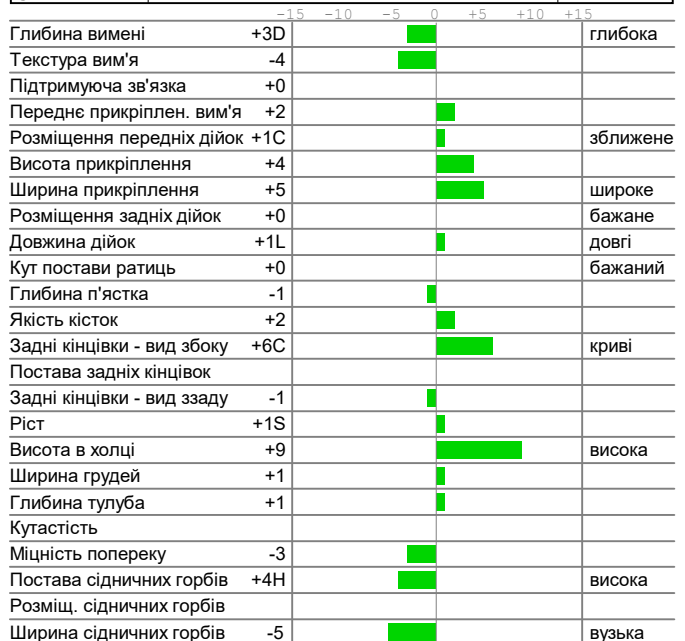 -15 -10 -5 0 +5 +10 +15
Глибина вимені +3D глибока
Текстура вим'я -4
Підтримуюча зв'язка +0
Переднє прикріплен. вим'я +2
Розміщення передніх дійок +1C зближене
Висота прикріплення +4
Ширина прикріплення +5 широке
Розміщення задніх дійок +0 бажане
Довжина дійок +1L довгі
Кут постави ратиць +0 бажаний
Глибина п'ястка -1
Якість кісток +2
Задні кінцівки - вид збоку +6C криві
Постава задніх кінцівок
Задні кінцівки - вид ззаду -1
Ріст +1S
Висота в холці +9 висока
Ширина грудей +1
Глибина тулуба +1
Кутастість
Міцність попереку -3
Постава сідничних горбів +4H висока
Розміщ. сідничних горбів
Ширина сідничних горбів -5 вузька